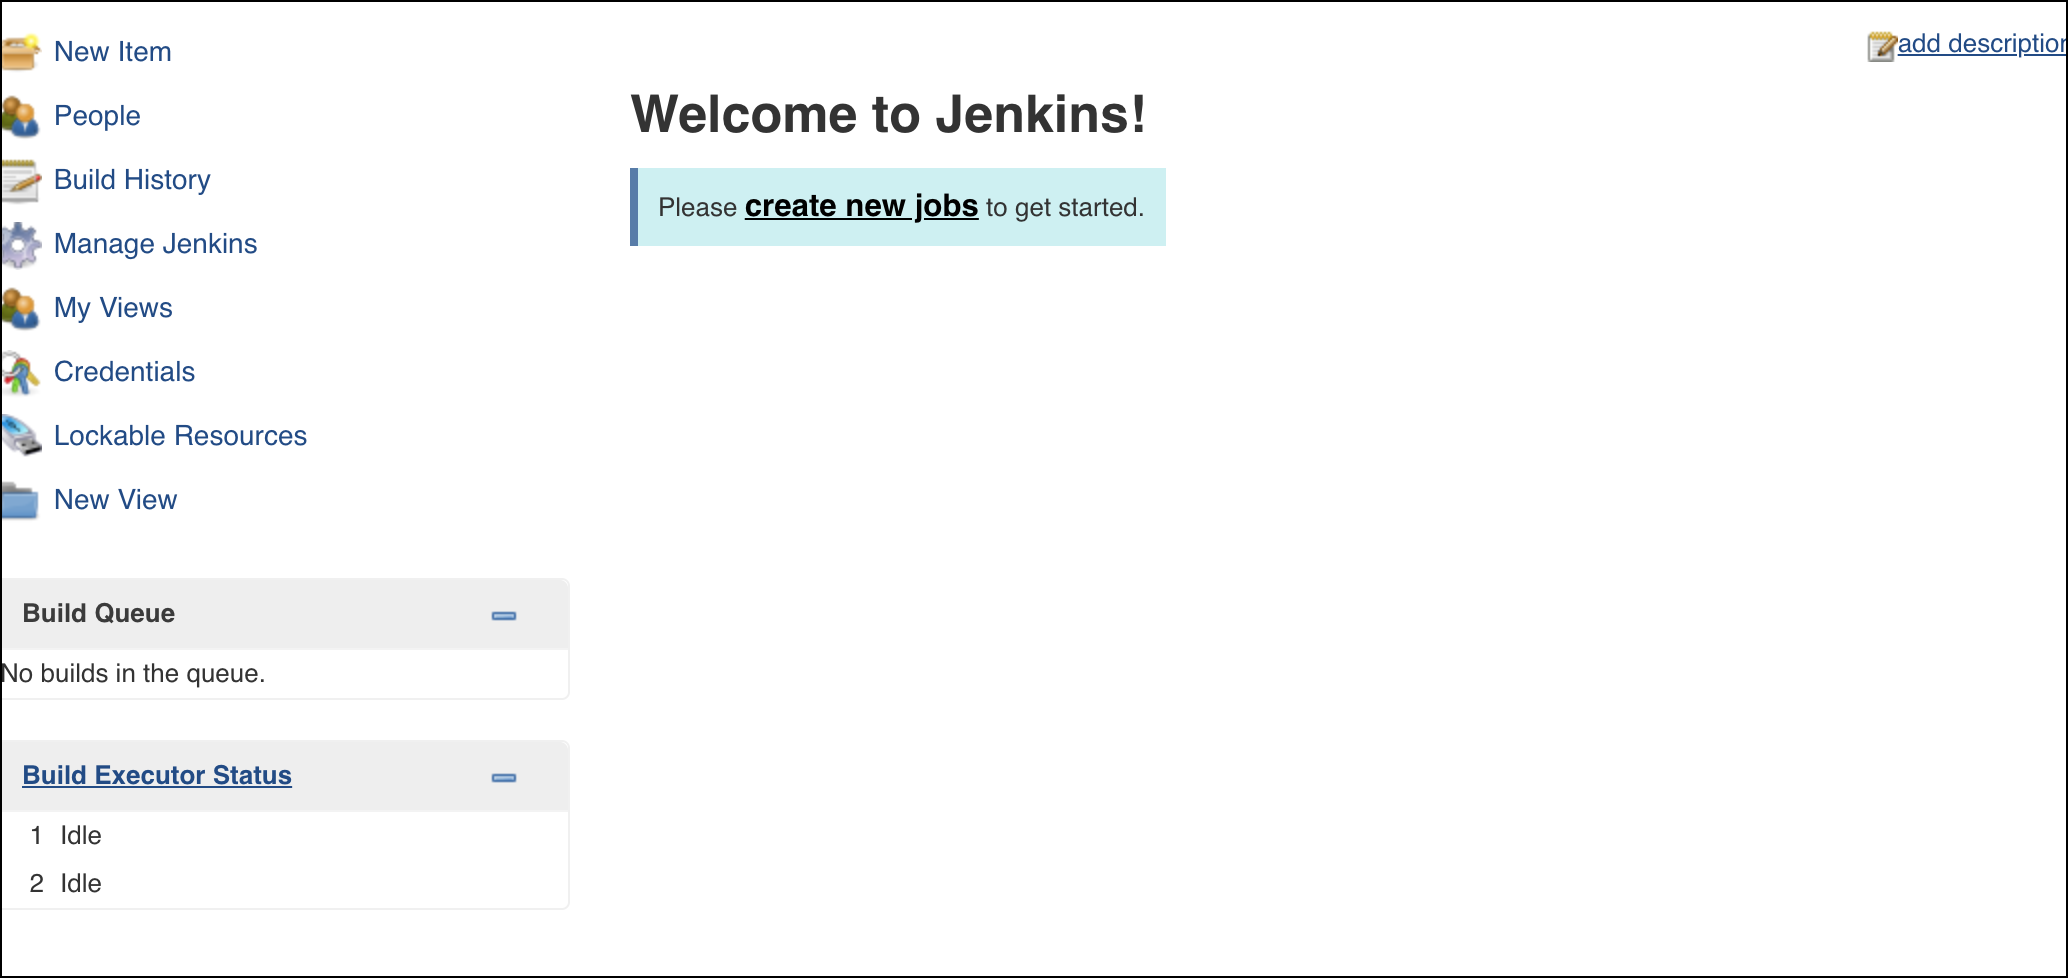 New Item
People
Build History
Manage Jenkins
My Views
Credentials
Lockable Resources
New View
Build Queue
No builds in the queue.
Build Executor Status
1 Idle
2 Idle
add description
Welcome to Jenkins!
Please create new jobs to get started.